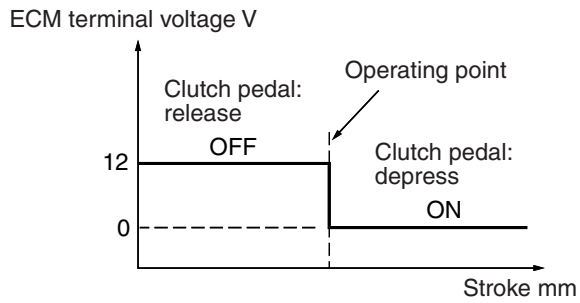 ECM terminal voltage V
Operating point
Clutch pedal:
release
OFF
Clutch pedal:
depress
12
ON
0
Stroke mm